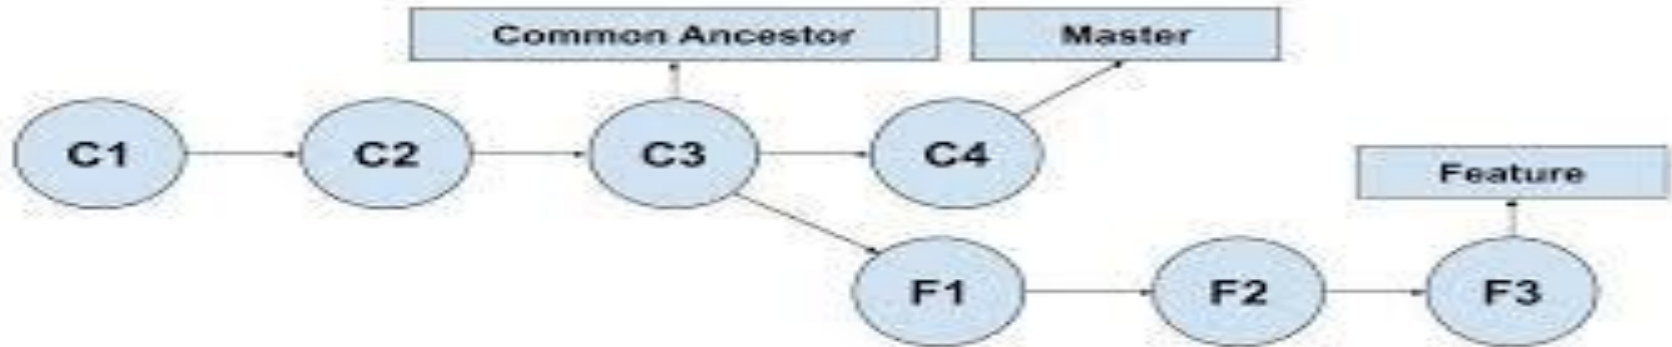 Common Ancestor Master
C1 C2 C3 C4
Feature
F1 F2 F3